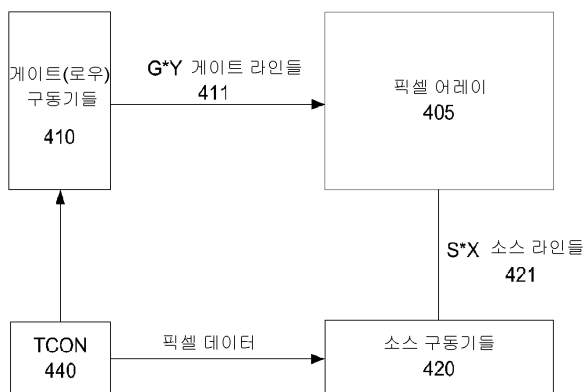 게이트(로우)
구동기들
410
G*Y 게이트 라인들
411
픽셀 어레이
405
S*X 소스 라인들
421
TCON
440
픽셀 데이터
소스 구동기들
420